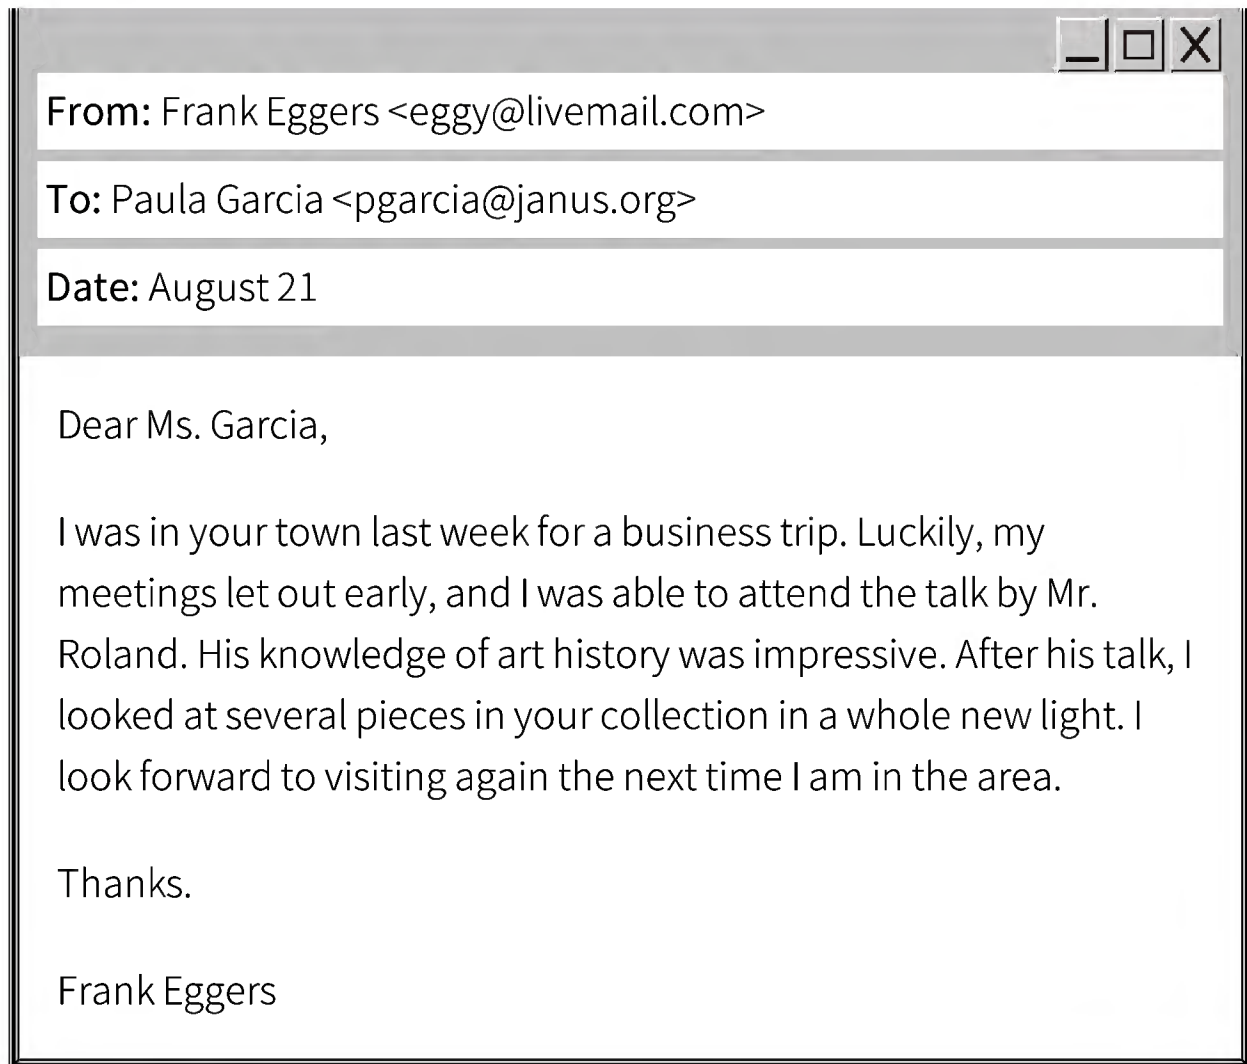 From: Frank Eggers <eggy@livemail.com>
To: Paula Garcia <pgarcia@janus.org>
Date: August 21
Dear Ms. Garcia,
I was in your town last week for a business trip. Luckily, my
meetings let out early, and I was able to attend the talk by Mr.
Roland. His knowledge of art history was impressive. After his talk, I
looked at several pieces in your collection in a whole new light. I
look forward to visiting again the next time I am in the area.
Thanks.
Frank Eggers